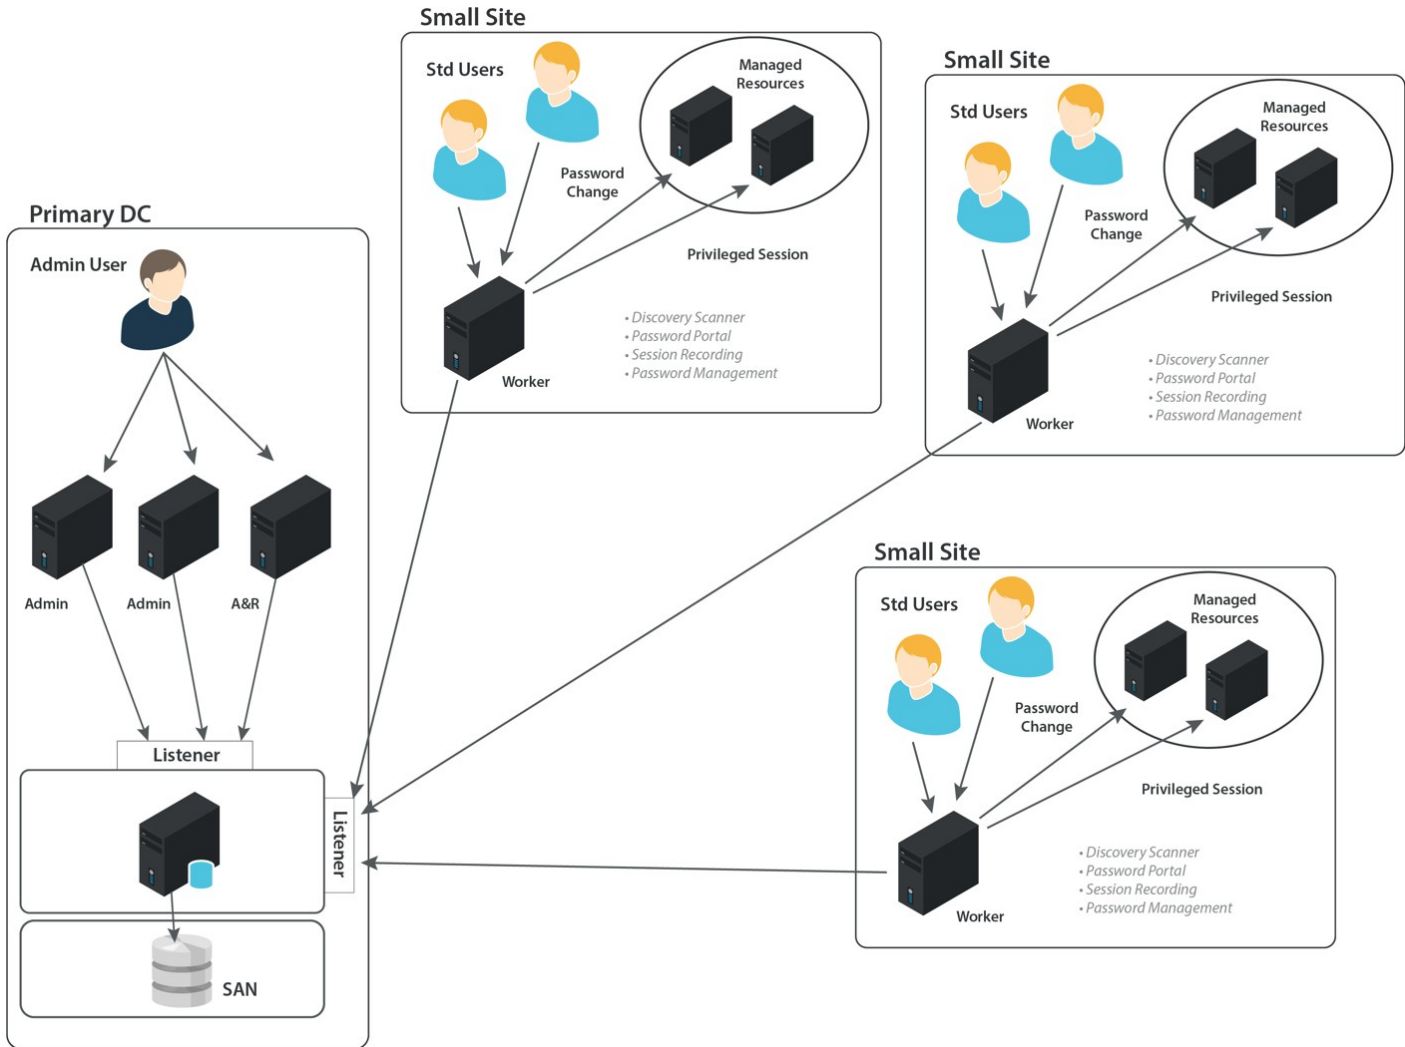 Small Site
Std Users
Managed
Resources
Password
Change
Privileged Session
• Discovery Scanner
• Password Portal
• Session Recording
• Password Management
Worker
Small Site
Std Users
Managed
Resources
Password
Change
Privileged Session
• Discovery Scanner
• Password Portal
• Session Recording
• Password Management
Worker
Primary DC
Admin User
Admin
Admin
A&R
Listener
Listener
SAN
Small Site
Std Users
Managed
Resources
Password
Change
Privileged Session
• Discovery Scanner
• Password Portal
• Session Recording
• Password Management
Worker